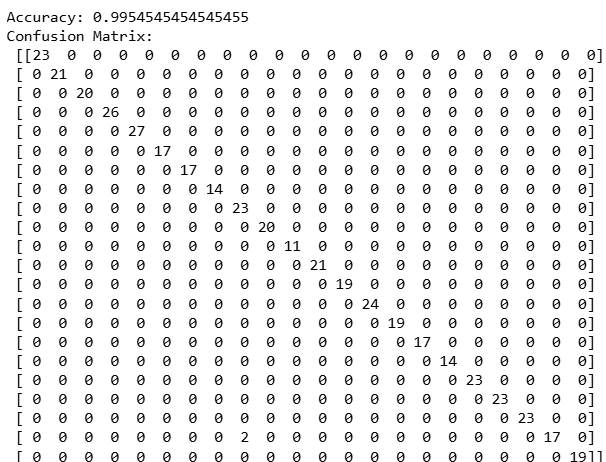 Accuracy: 0.9954545454545455
Confusion Matrix:
[[23  0  0  0  0  0  0  0  0  0  0  0  0  0  0  0  0  0  0  0  0  0]
[ 0 21  0  0  0  0  0  0  0  0  0  0  0  0  0  0  0  0  0  0  0  0]
[ 0  0 20  0  0  0  0  0  0  0  0  0  0  0  0  0  0  0  0  0  0  0]
[ 0  0  0 26  0  0  0  0  0  0  0  0  0  0  0  0  0  0  0  0  0  0]
[ 0  0  0  0 27  0  0  0  0  0  0  0  0  0  0  0  0  0  0  0  0  0]
[ 0  0  0  0  0 17  0  0  0  0  0  0  0  0  0  0  0  0  0  0  0  0]
[ 0  0  0  0  0  0 17  0  0  0  0  0  0  0  0  0  0  0  0  0  0  0]
[ 0  0  0  0  0  0  0 14  0  0  0  0  0  0  0  0  0  0  0  0  0  0]
[ 0  0  0  0  0  0  0  0 23  0  0  0  0  0  0  0  0  0  0  0  0  0]
[ 0  0  0  0  0  0  0  0  0 20  0  0  0  0  0  0  0  0  0  0  0  0]
[ 0  0  0  0  0  0  0  0  0  0 11  0  0  0  0  0  0  0  0  0  0  0]
[ 0  0  0  0  0  0  0  0  0  0  0 21  0  0  0  0  0  0  0  0  0  0]
[ 0  0  0  0  0  0  0  0  0  0  0  0 19  0  0  0  0  0  0  0  0  0]
[ 0  0  0  0  0  0  0  0  0  0  0  0  0 24  0  0  0  0  0  0  0  0]
[ 0  0  0  0  0  0  0  0  0  0  0  0  0  0 19  0  0  0  0  0  0  0]
[ 0  0  0  0  0  0  0  0  0  0  0  0  0  0  0 17  0  0  0  0  0  0]
[ 0  0  0  0  0  0  0  0  0  0  0  0  0  0  0  0 14  0  0  0  0  0]
[ 0  0  0  0  0  0  0  0  0  0  0  0  0  0  0  0  0 23  0  0  0  0]
[ 0  0  0  0  0  0  0  0  0  0  0  0  0  0  0  0  0  0 23  0  0  0]
[ 0  0  0  0  0  0  0  0  0  0  0  0  0  0  0  0  0  0  0 23  0  0]
[ 0  0  0  0  0  0  0  0  2  0  0  0  0  0  0  0  0  0  0  0 17  0]
[ 0  0  0  0  0  0  0  0  0  0  0  0  0  0  0  0  0  0  0  0  0 19]]